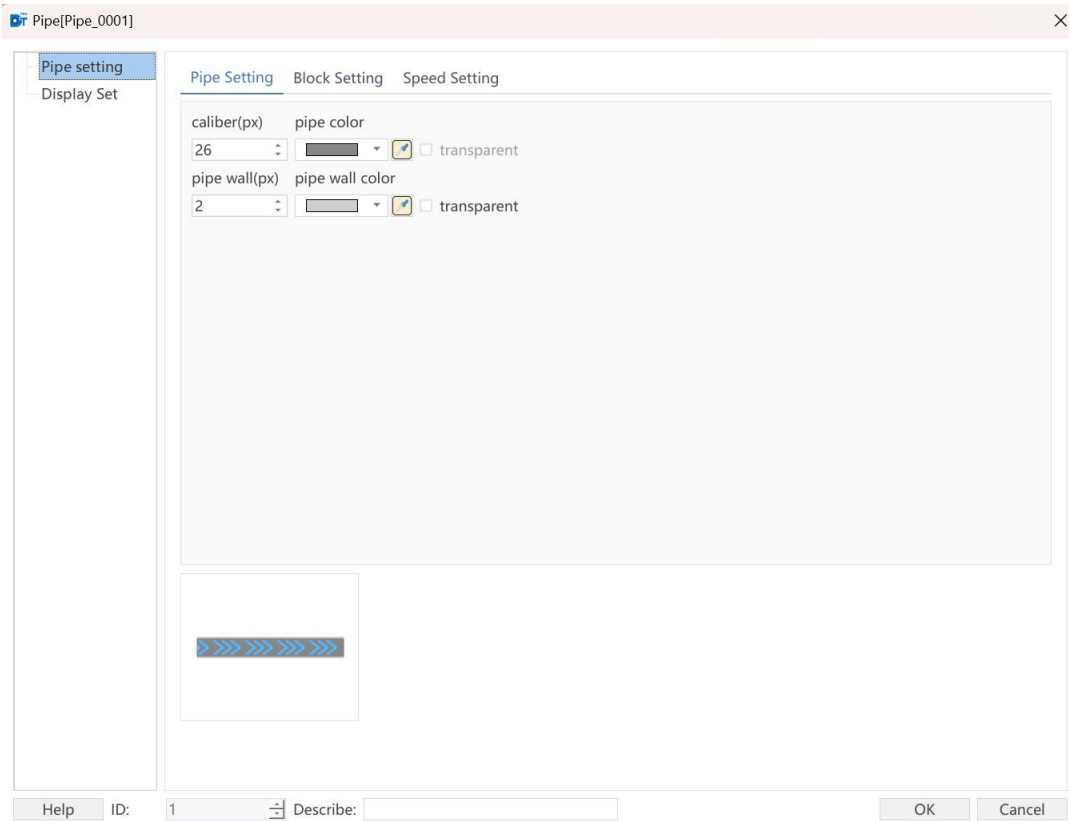 DT Pipe[Pipe_0001]
Pipe setting
Display Set
Pipe Setting Block Setting Speed Setting
caliber(px) pipe color
26 transparent
pipe wall(px) pipe wall color
2 transparent
Help ID: 1 Describe: OK Cancel